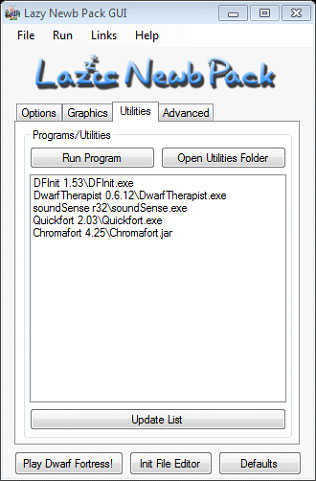 Lazy Newb Pack GUI
File Run Links Help
Lazy Newb Pack
Options Graphics Utilities Advanced
Programs/Utilities
Run Program Open Utilities Folder
DFInit 1.53\DFInit.exe
DwarfTherapist 0.6.12\DwarfTherapist.exe
soundSense r32\soundSense.exe
Quickfort 2.03\Quickfort.exe
Chromafort 4.25\Chromafort.jar
Update List
Play Dwarf Fortress! Init File Editor Defaults